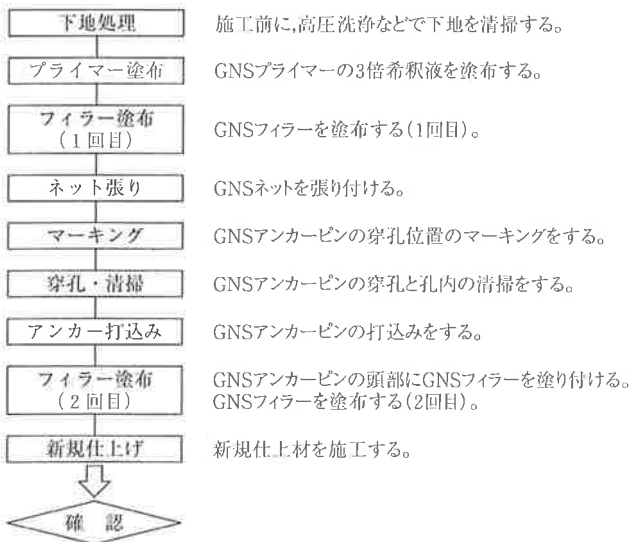 下地処理 施工前に,高圧洗浄などで下地を清掃する。
プライマー塗布 GNSプライマーの3倍希釈液を塗布する。
フィラー塗布
(1回目) GNSフィラーを塗布する(1回目)。
ネット張り GNSネットを張り付ける。
マーキング GNSアンカーピンの穿孔位置のマーキングをする。
穿孔・清掃 GNSアンカーピンの穿孔と孔内の清掃をする。
アンカー打込み GNSアンカーピンの打込みをする。
フィラー塗布 GNSアンカーピンの頭部にGNSフィラーを塗り付ける。
(2回目) GNSフィラーを塗布する(2回目)。
新規仕上げ 新規仕上材を施工する。
確 認